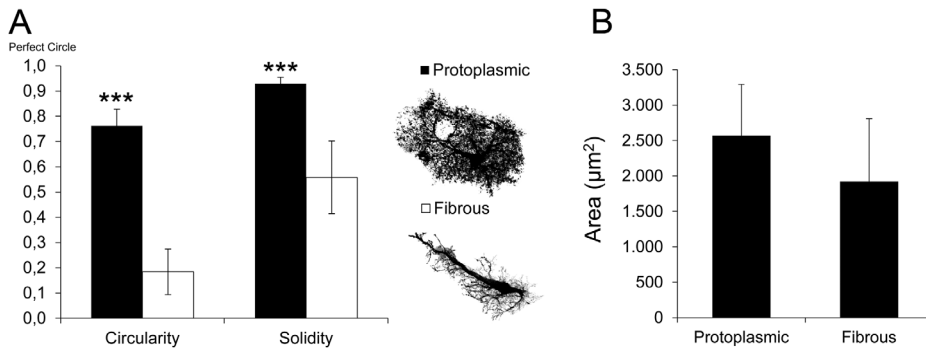 A
Perfect Circle
1,0
0,9
0,8
0,7
0,6
0,5
0,4
0,3
0,2
0,1
0,0
***
***
Circularity
Solidity
Protoplasmic
Fibrous
B
Area (µm²)
3.500
3.000
2.500
2.000
1.500
1.000
500
0
Protoplasmic
Fibrous